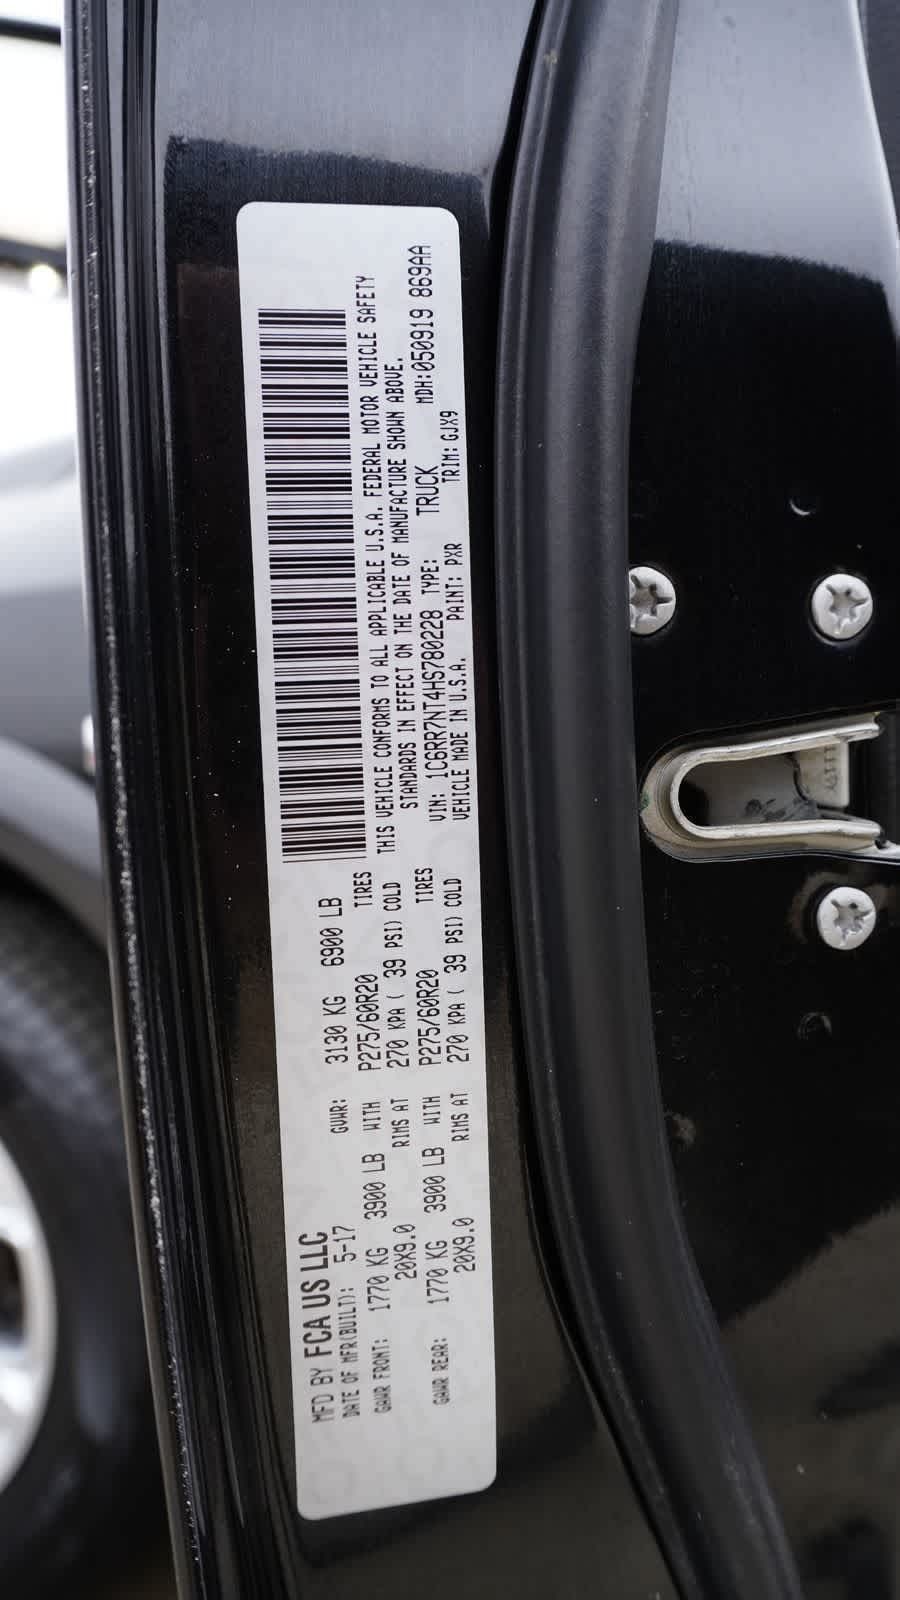 MFD BY FCA US LLC
DATE OF MFR(BUILT): 5-17 GVWR: 3130 KG 6900 LB
GAWR FRONT: 1770 KG 3900 LB WITH P275/60R20 TIRES
20X9.0 RIMS AT 270 KPA ( 39 PSI) COLD
GAWR REAR: 1770 KG 3900 LB WITH P275/60R20 TIRES
20X9.0 RIMS AT 270 KPA ( 39 PSI) COLD
THIS VEHICLE CONFORMS TO ALL APPLICABLE U.S.A. FEDERAL MOTOR VEHICLE SAFETY
STANDARDS IN EFFECT ON THE DATE OF MANUFACTURE SHOWN ABOVE.
VIN: 1C6RR7NT4HS780228 TYPE: TRUCK MDH:050919 869AA
VEHICLE MADE IN U.S.A. PAINT: PXR TRIM: GJX9